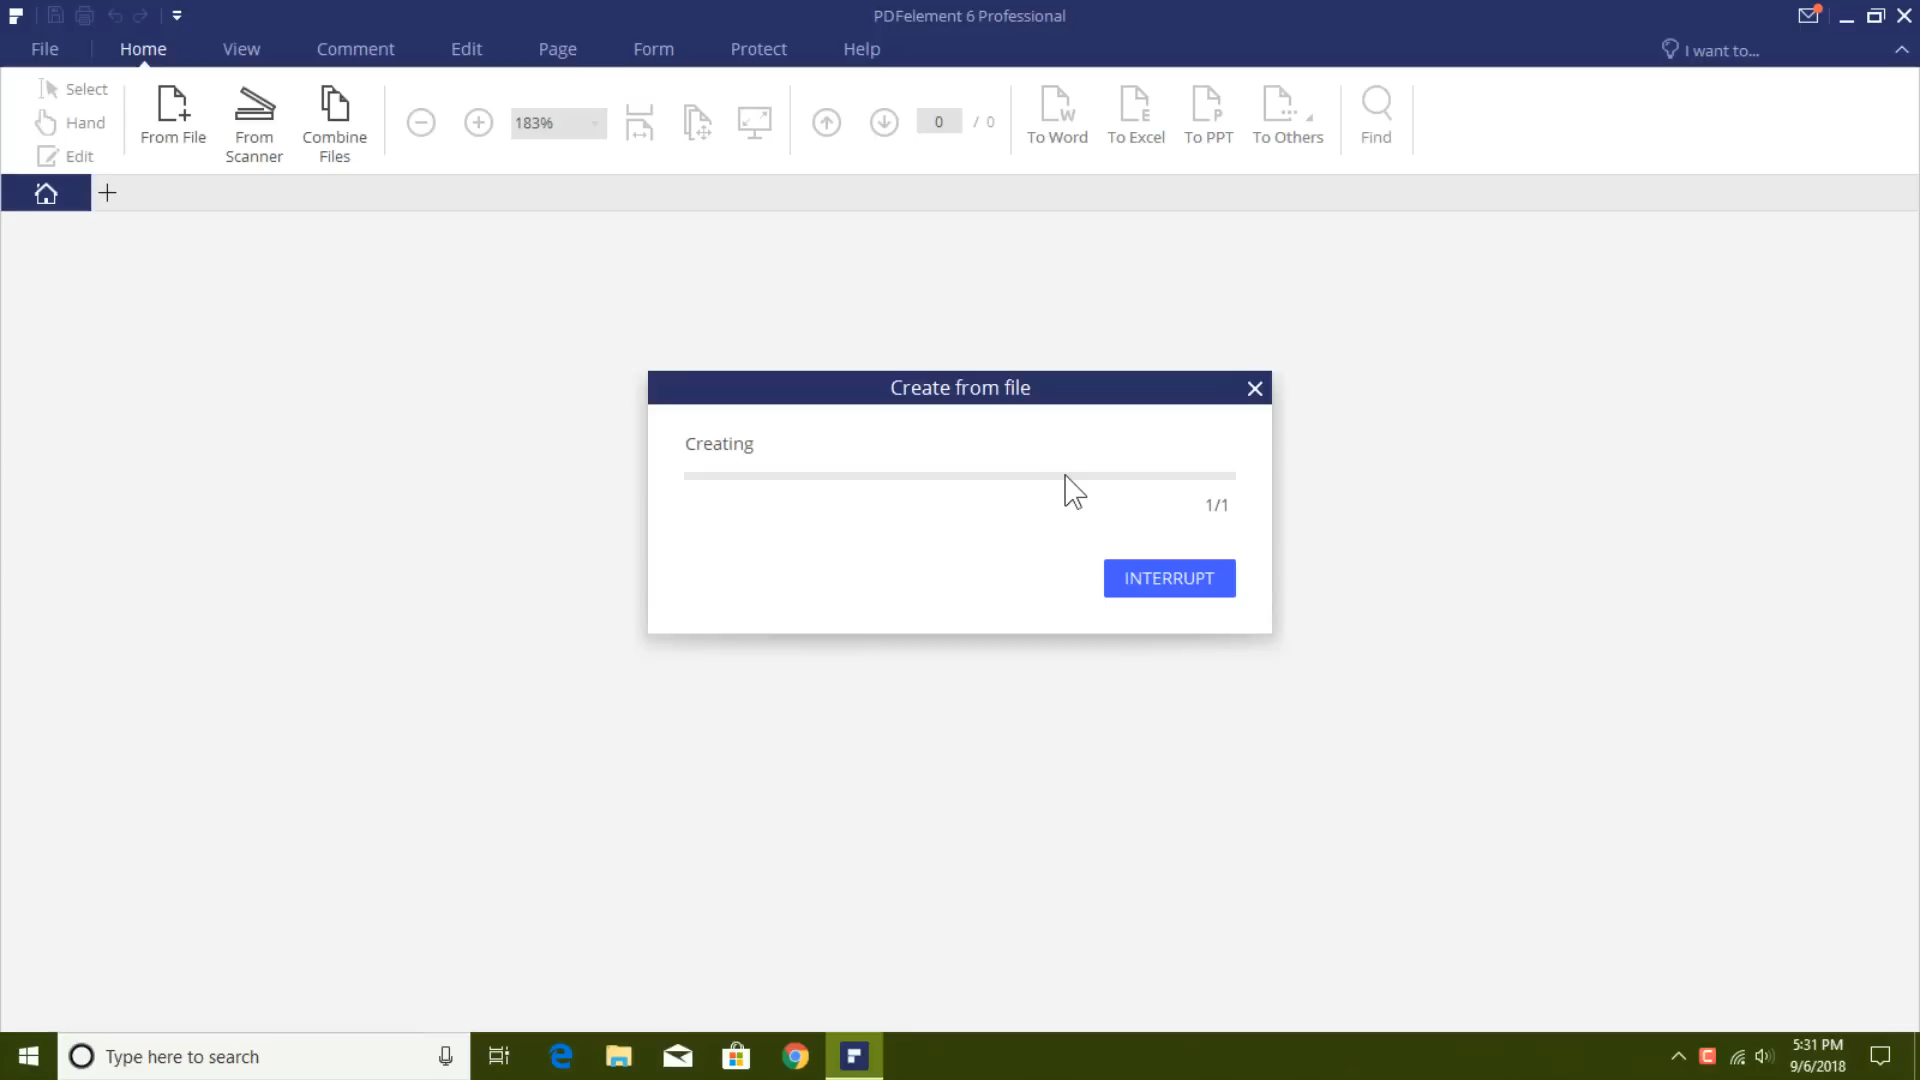 PDFelement 6 Professional
File Home View Comment Edit Page Form Protect Help I want to...
Select
Hand
Edit
From File
From
Scanner
Combine
Files
183%
0 / 0
To Word
To Excel
To PPT
To Others
Find
Create from file
Creating
1/1
INTERRUPT
Type here to search
5:31 PM
9/6/2018